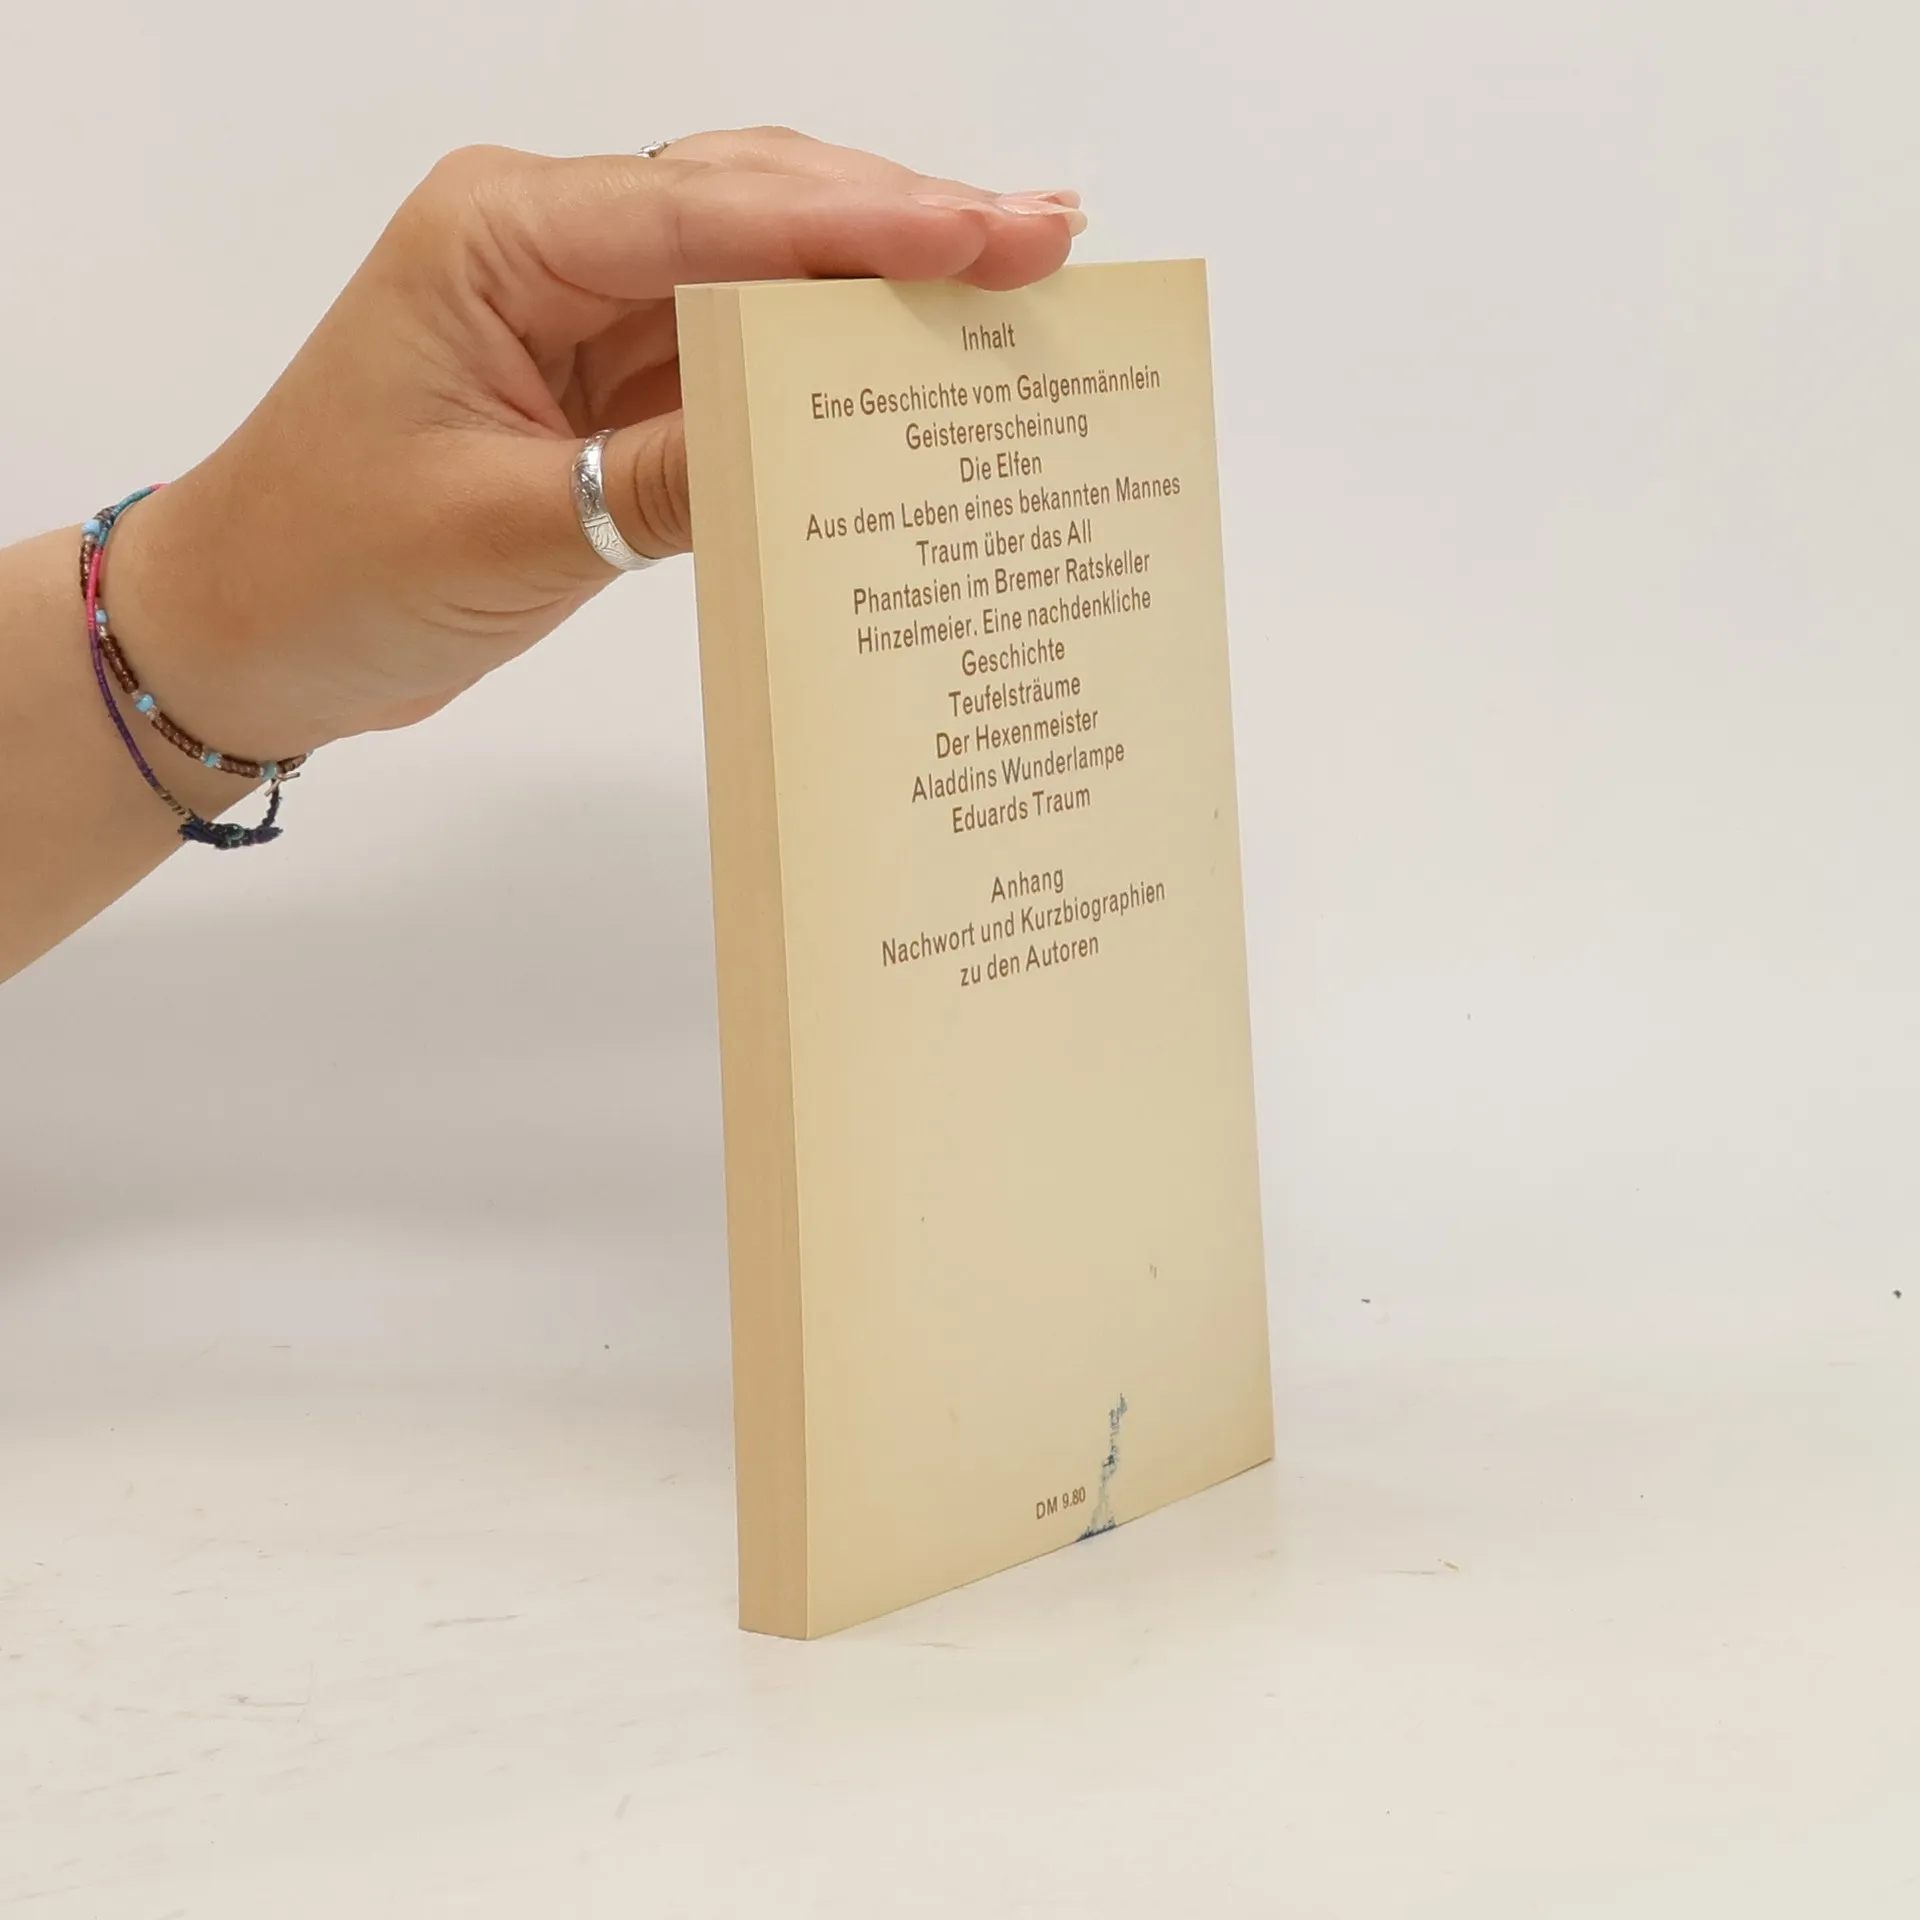 Inhalt
Eine Geschichte vom Galgenmännlein
Geistererscheinung
Die Elfen
Aus dem Leben eines bekannten Mannes
Traum über das All
Phantasien im Bremer Ratskeller
Hinzelmeier. Eine nachdenkliche
Geschichte
Teufelsträume
Der Hexenmeister
Aladdins Wunderlampe
Eduards Traum
Anhang
Nachwort und Kurzbiographien
zu den Autoren
DM 9.80